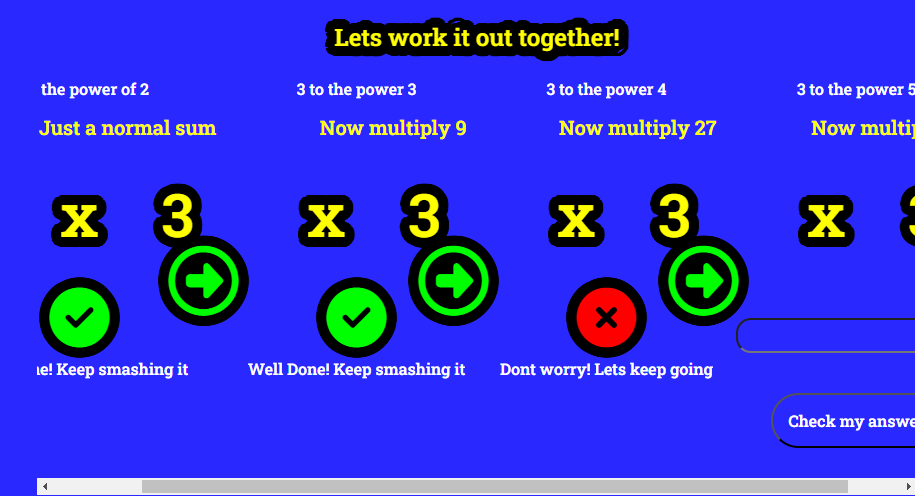 Lets work it out together!
the power of 2 3 to the power 3 3 to the power 4 3 to the power 5
Just a normal sum Now multiply 9 Now multiply 27 Now
x 3 x 3 x 3 x
Keep smashing it Well Done! Keep smashing it Dont worry! Lets keep going
Check my